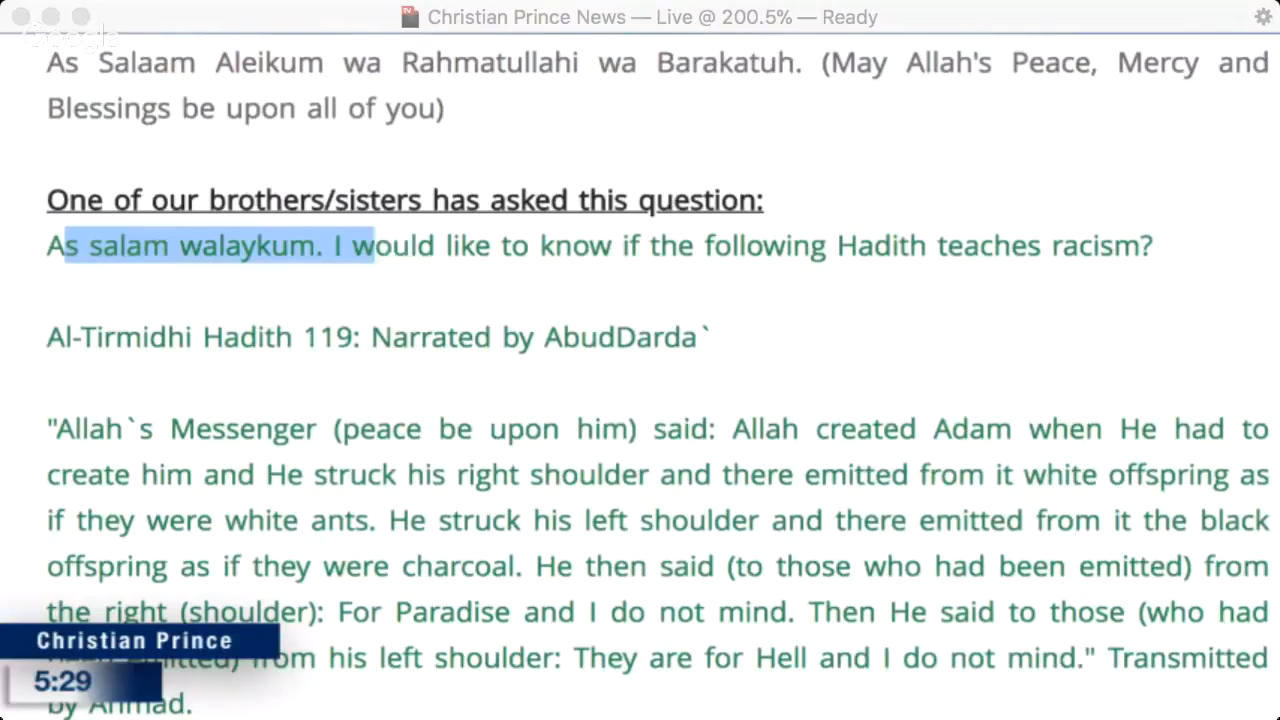 Christian Prince News — Live @ 200.5% — Ready
Google
As Salaam Aleikum wa Rahmatullahi wa Barakatuh. (May Allah's Peace, Mercy and
Blessings be upon all of you)
One of our brothers/sisters has asked this question:
As salam walaykum. I would like to know if the following Hadith teaches racism?
Al-Tirmidhi Hadith 119: Narrated by AbudDarda`
"Allah`s Messenger (peace be upon him) said: Allah created Adam when He had to
create him and He struck his right shoulder and there emitted from it white offspring as
if they were white ants. He struck his left shoulder and there emitted from it the black
offspring as if they were charcoal. He then said (to those who had been emitted) from
the right (shoulder): For Paradise and I do not mind. Then He said to those (who had
been emitted) from his left shoulder: They are for Hell and I do not mind." Transmitted
by Ahmad.
Christian Prince
5:29